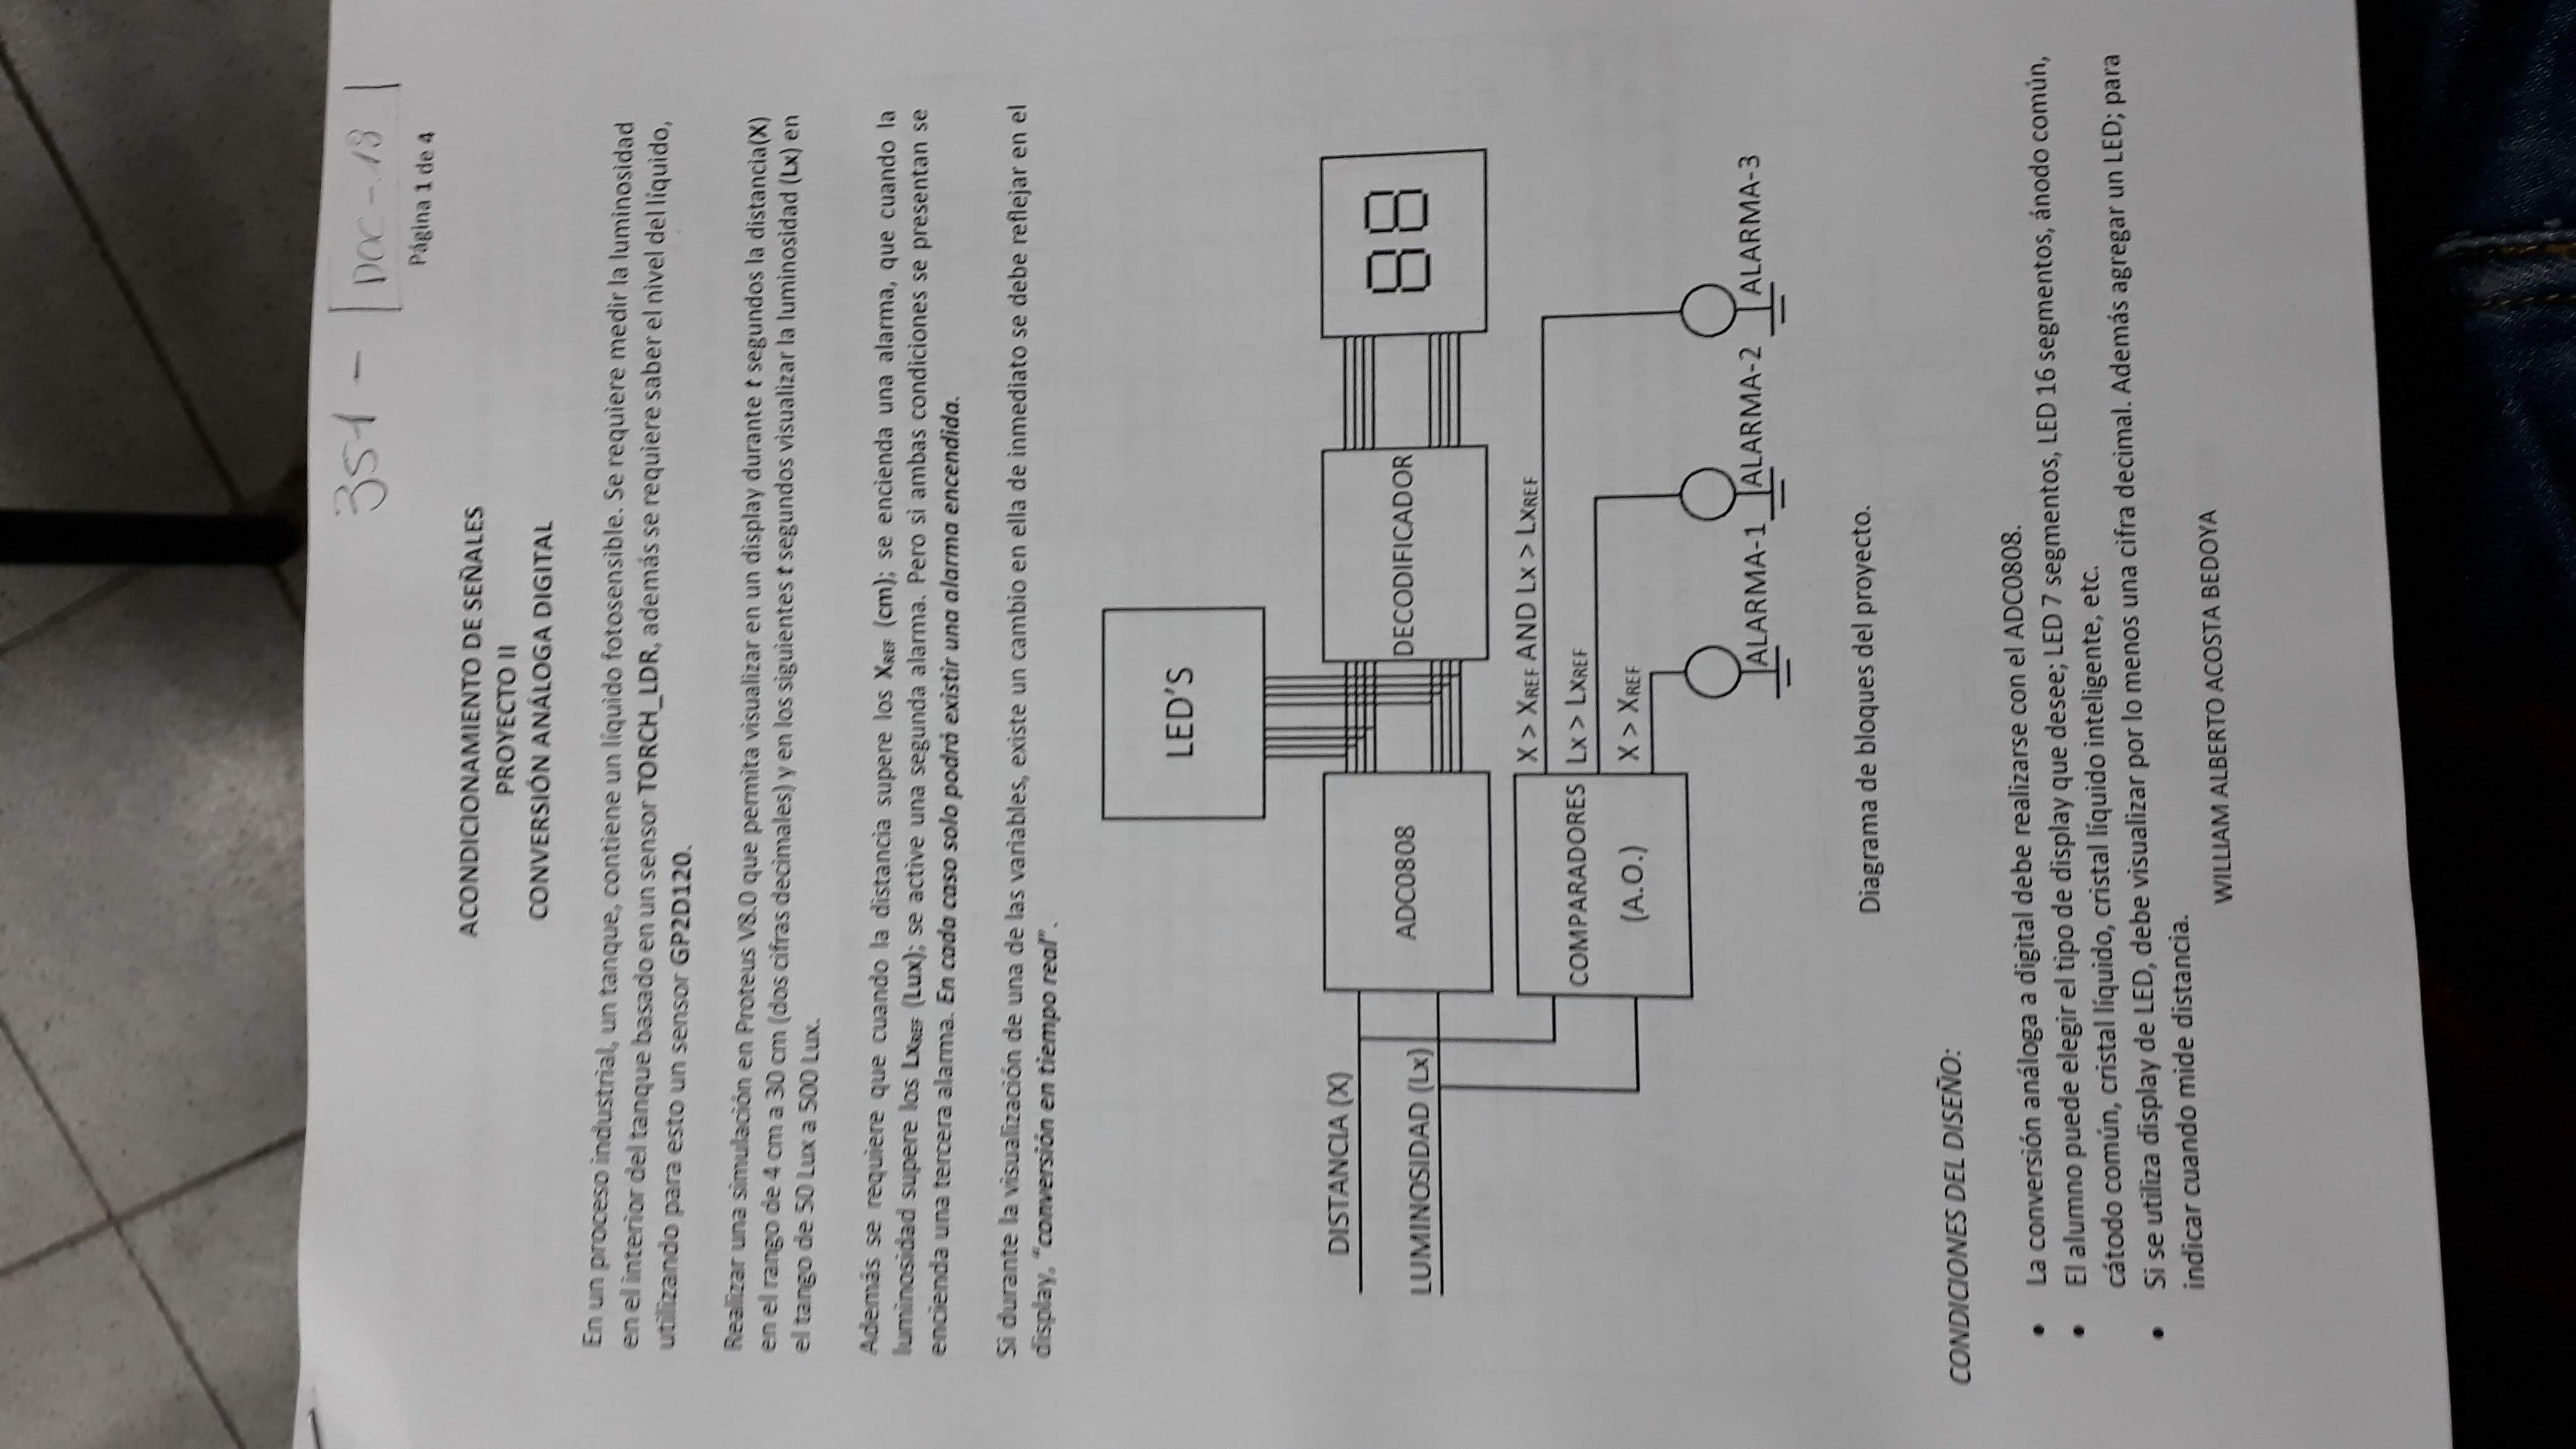 351 - DOC-13
Página 1 de 4
ACONDICIONAMIENTO DE SEÑALES
PROYECTO II
CONVERSIÓN ANÁLOGA DIGITAL
En un proceso industrial, un tanque, contiene un líquido fotosensible. Se requiere medir la luminosidad
en el interior del tanque basado en un sensor TORCH_LDR, además se requiere saber el nivel del líquido,
utilizando para esto un sensor GP2D120.
Realizar una simulación en Proteus V8.0 que permita visualizar en un display durante t segundos la distancia(X)
en el rango de 4 cm a 30 cm (dos cifras decimales) y en los siguientes t segundos visualizar la luminosidad (Lx) en
el tango de 50 Lux a 500 Lux.
Además se requiere que cuando la distancia supere los XREF (cm); se encienda una alarma, que cuando la
luminosidad supere los LxREF (Lux); se active una segunda alarma. Pero si ambas condiciones se presentan se
encienda una tercera alarma. En cada caso solo podrá existir una alarma encendida.
Si durante la visualización de una de las variables, existe un cambio en ella de inmediato se debe reflejar en el
display, "conversión en tiempo real".
LED'S
DISTANCIA (X)
LUMINOSIDAD (Lx)
ADC0808
DECODIFICADOR
88
COMPARADORES
(A.O.)
X > XREF AND Lx > LxREF
Lx > LxREF
X > XREF
ALARMA-1
ALARMA-2
ALARMA-3
Diagrama de bloques del proyecto.
CONDICIONES DEL DISEÑO:
• La conversión análoga a digital debe realizarse con el ADC0808.
• El alumno puede elegir el tipo de display que desee; LED 7 segmentos, LED 16 segmentos, ánodo común,
cátodo común, cristal líquido, cristal líquido inteligente, etc.
• Si se utiliza display de LED, debe visualizar por lo menos una cifra decimal. Además agregar un LED; para
indicar cuando mide distancia.
WILLIAM ALBERTO ACOSTA BEDOYA